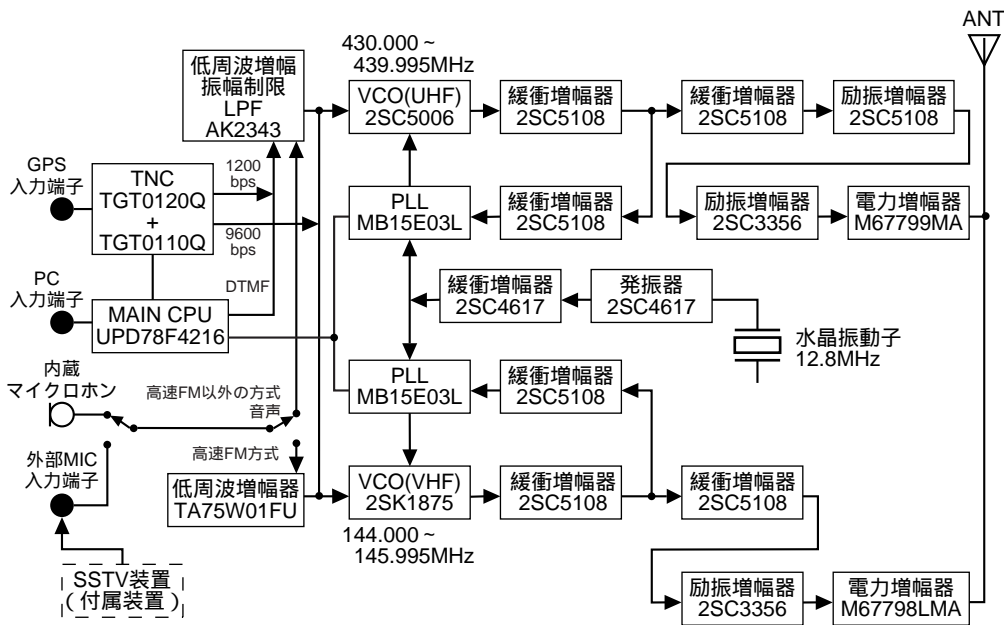 ANT
430.000 ~
439.995MHz
低周波増幅
振幅制限
LPF
AK2343
VCO(UHF)
2SC5006
緩衝増幅器
2SC5108
緩衝増幅器
2SC5108
励振増幅器
2SC5108
GPS
入力端子
TNC
TGT0120Q
+
TGT0110Q
1200
bps
9600
bps
PLL
MB15E03L
緩衝増幅器
2SC5108
励振増幅器
2SC3356
電力増幅器
M67799MA
PC
入力端子
MAIN CPU
UPD78F4216
DTMF
緩衝増幅器
2SC4617
発振器
2SC4617
水晶振動子
12.8MHz
内蔵
マイクロホン
高速FM以外の方式
音声
PLL
MB15E03L
緩衝増幅器
2SC5108
外部MIC
入力端子
高速FM方式
低周波増幅器
TA75W01FU
VCO(VHF)
2SK1875
緩衝増幅器
2SC5108
緩衝増幅器
2SC5108
144.000 ~
145.995MHz
SSTV装置
(付属装置)
励振増幅器
2SC3356
電力増幅器
M67798LMA